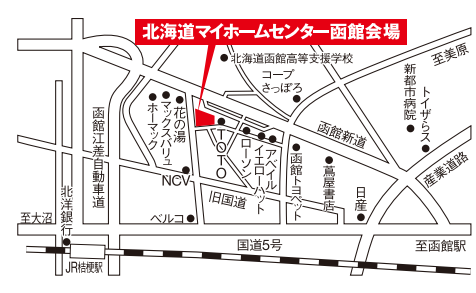 北海道マイホームセンター函館会場
至美原
北海道函館高等支援学校
コープ
さっぽろ
新都市病院
トイザらス
函館新道
産業道路
函館江差自動車道
ホーマック
マックスバリュ
花の湯
TOTO
ローソン
イエローハット
アベイル
函館トヨペット
蔦屋書店
日産
NCV
旧国道
北洋銀行
ベルコ
至大沼
国道5号
至函館駅
JR桔梗駅